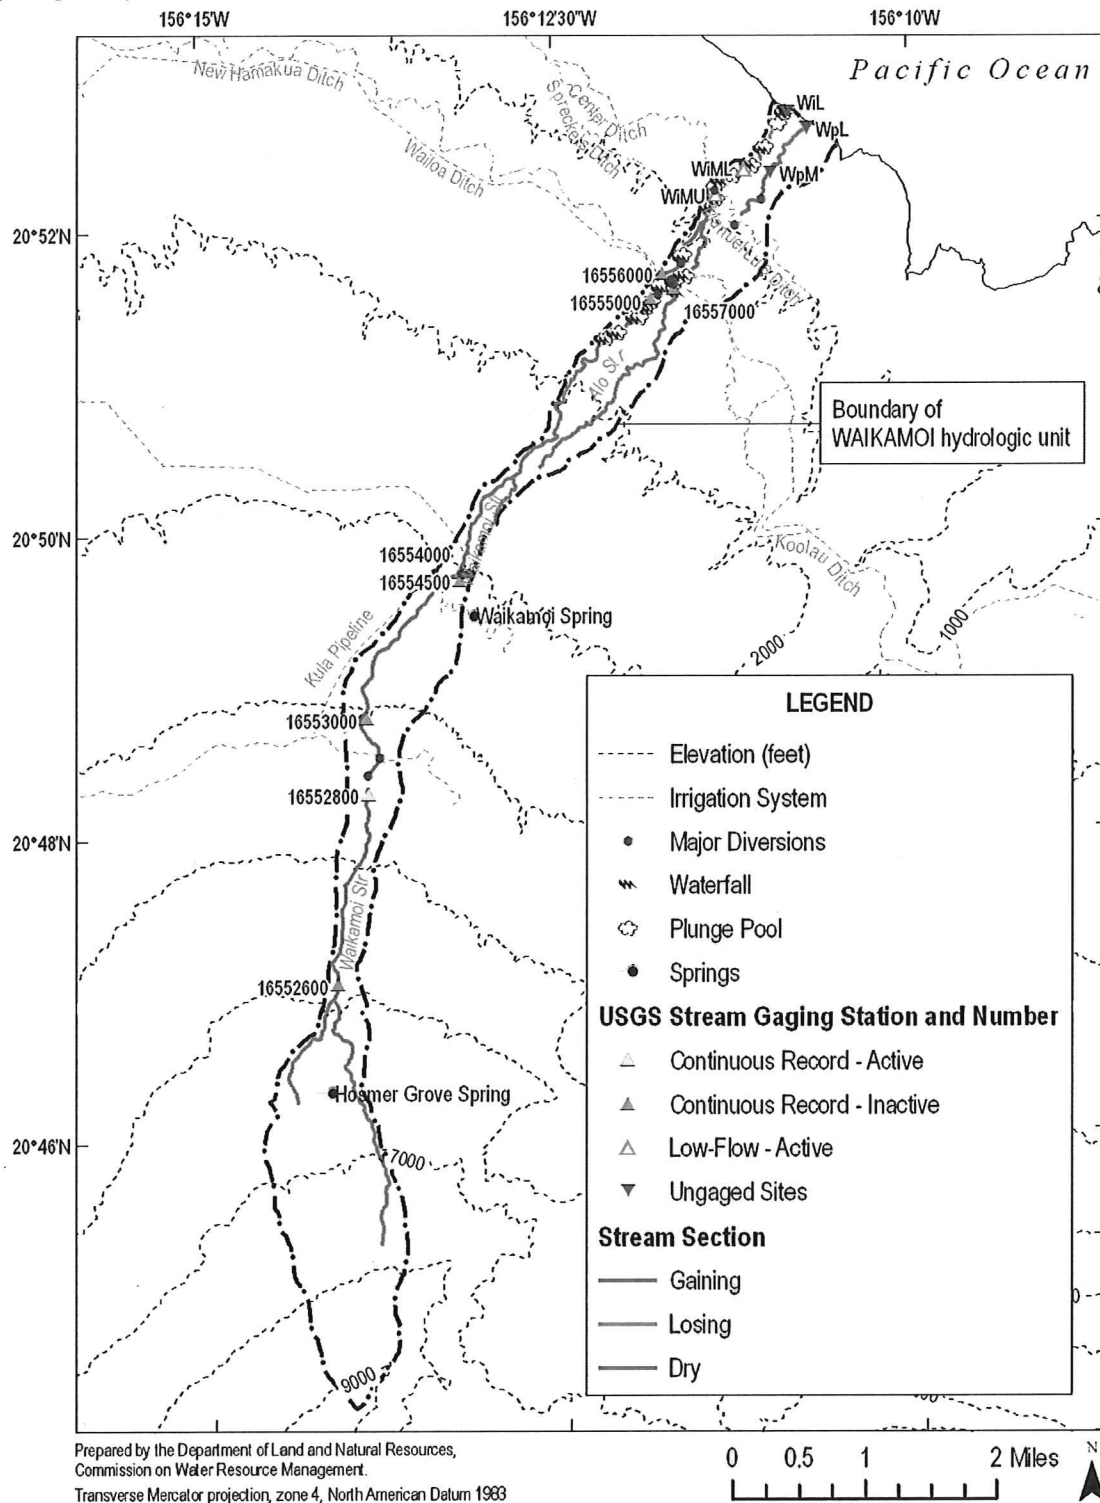 156°15'W
156°12'30"W
156°10'W
Pacific Ocean
New Hamakua Ditch
Center Ditch
Spreckels Ditch
Wailoa Ditch
WiL
WpL
WiML
WpM
WiMU
20°52'N
16556000
16555000
16557000
Alo Str
Boundary of
WAIKAMOI hydrologic unit
Waikamoi Str
20°50'N
16554000
16554500
Koolau Ditch
Waikamoi Spring
1000
2000
Kula Pipeline
16553000
16552800
20°48'N
Waikamoi Str
16552600
Hosmer Grove Spring
20°46'N
7000
9000
LEGEND
Elevation (feet)
Irrigation System
Major Diversions
Waterfall
Plunge Pool
Springs
USGS Stream Gaging Station and Number
Continuous Record - Active
Continuous Record - Inactive
Low-Flow - Active
Ungaged Sites
Stream Section
Gaining
Losing
Dry
Prepared by the Department of Land and Natural Resources,
Commission on Water Resource Management.
Transverse Mercator projection, zone 4, North American Datum 1983
0 0.5 1 2 Miles
N